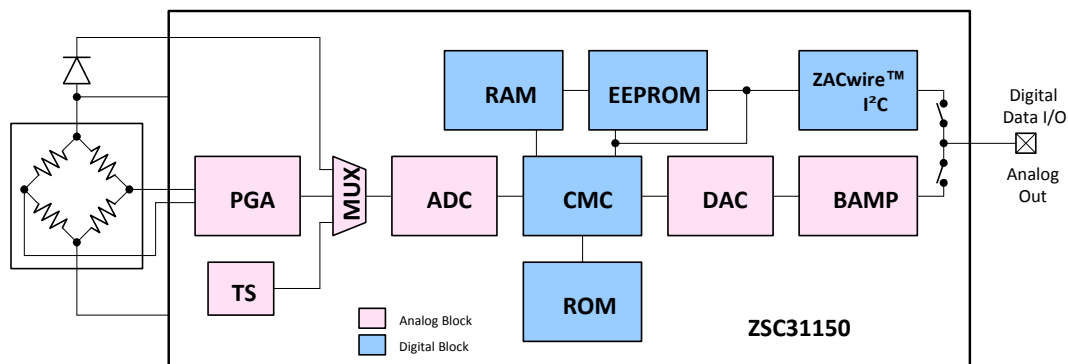 RAM
EEPROM
ZACwire™
I²C
Digital
Data I/O
Analog
Out
PGA
MUX
ADC
CMC
DAC
BAMP
TS
ROM
Analog Block
Digital Block
ZSC31150